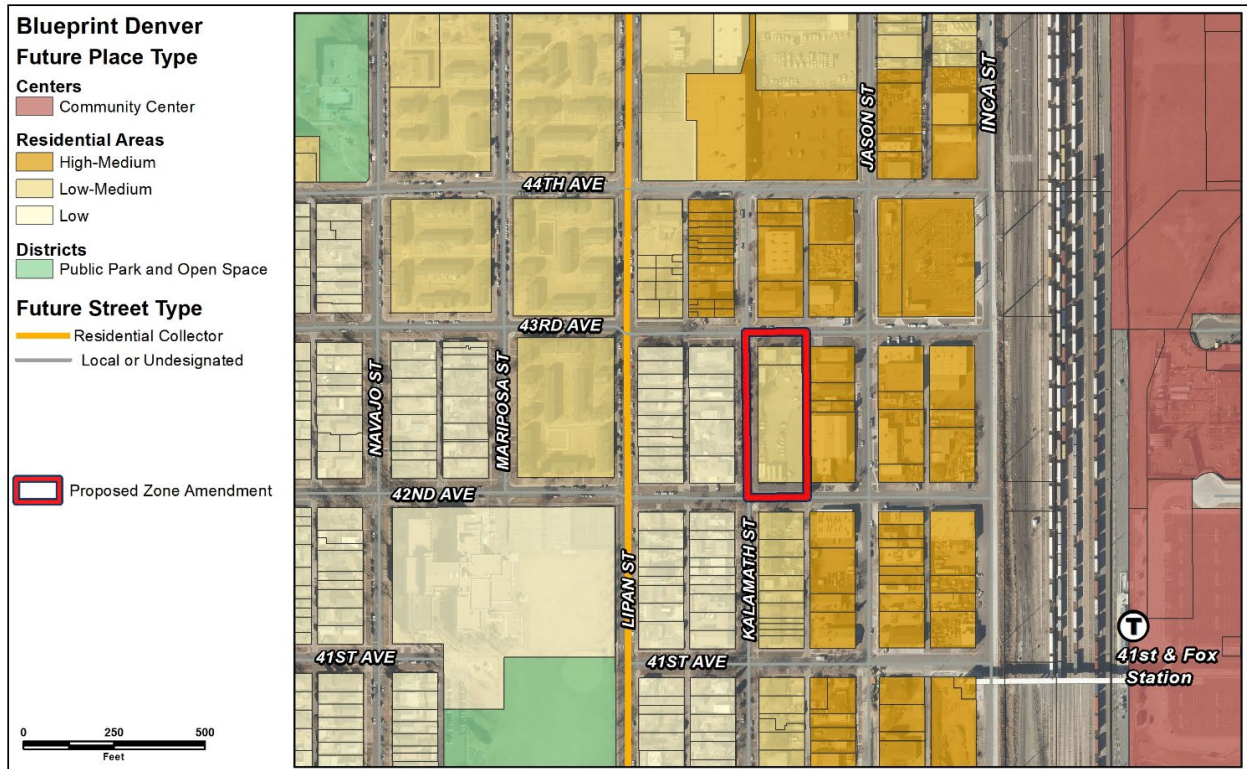 Blueprint Denver
Future Place Type
Centers
Community Center
Residential Areas
High-Medium
Low-Medium
Low
Districts
Public Park and Open Space
Future Street Type
Residential Collector
Local or Undesignated
Proposed Zone Amendment
0 250 500
Feet
JASON ST
INCA ST
44TH AVE
43RD AVE
NAVAJO ST
MARIPOSA ST
42ND AVE
LIPAN ST
KALAMATH ST
41ST AVE
41ST AVE
T
41st & Fox
Station